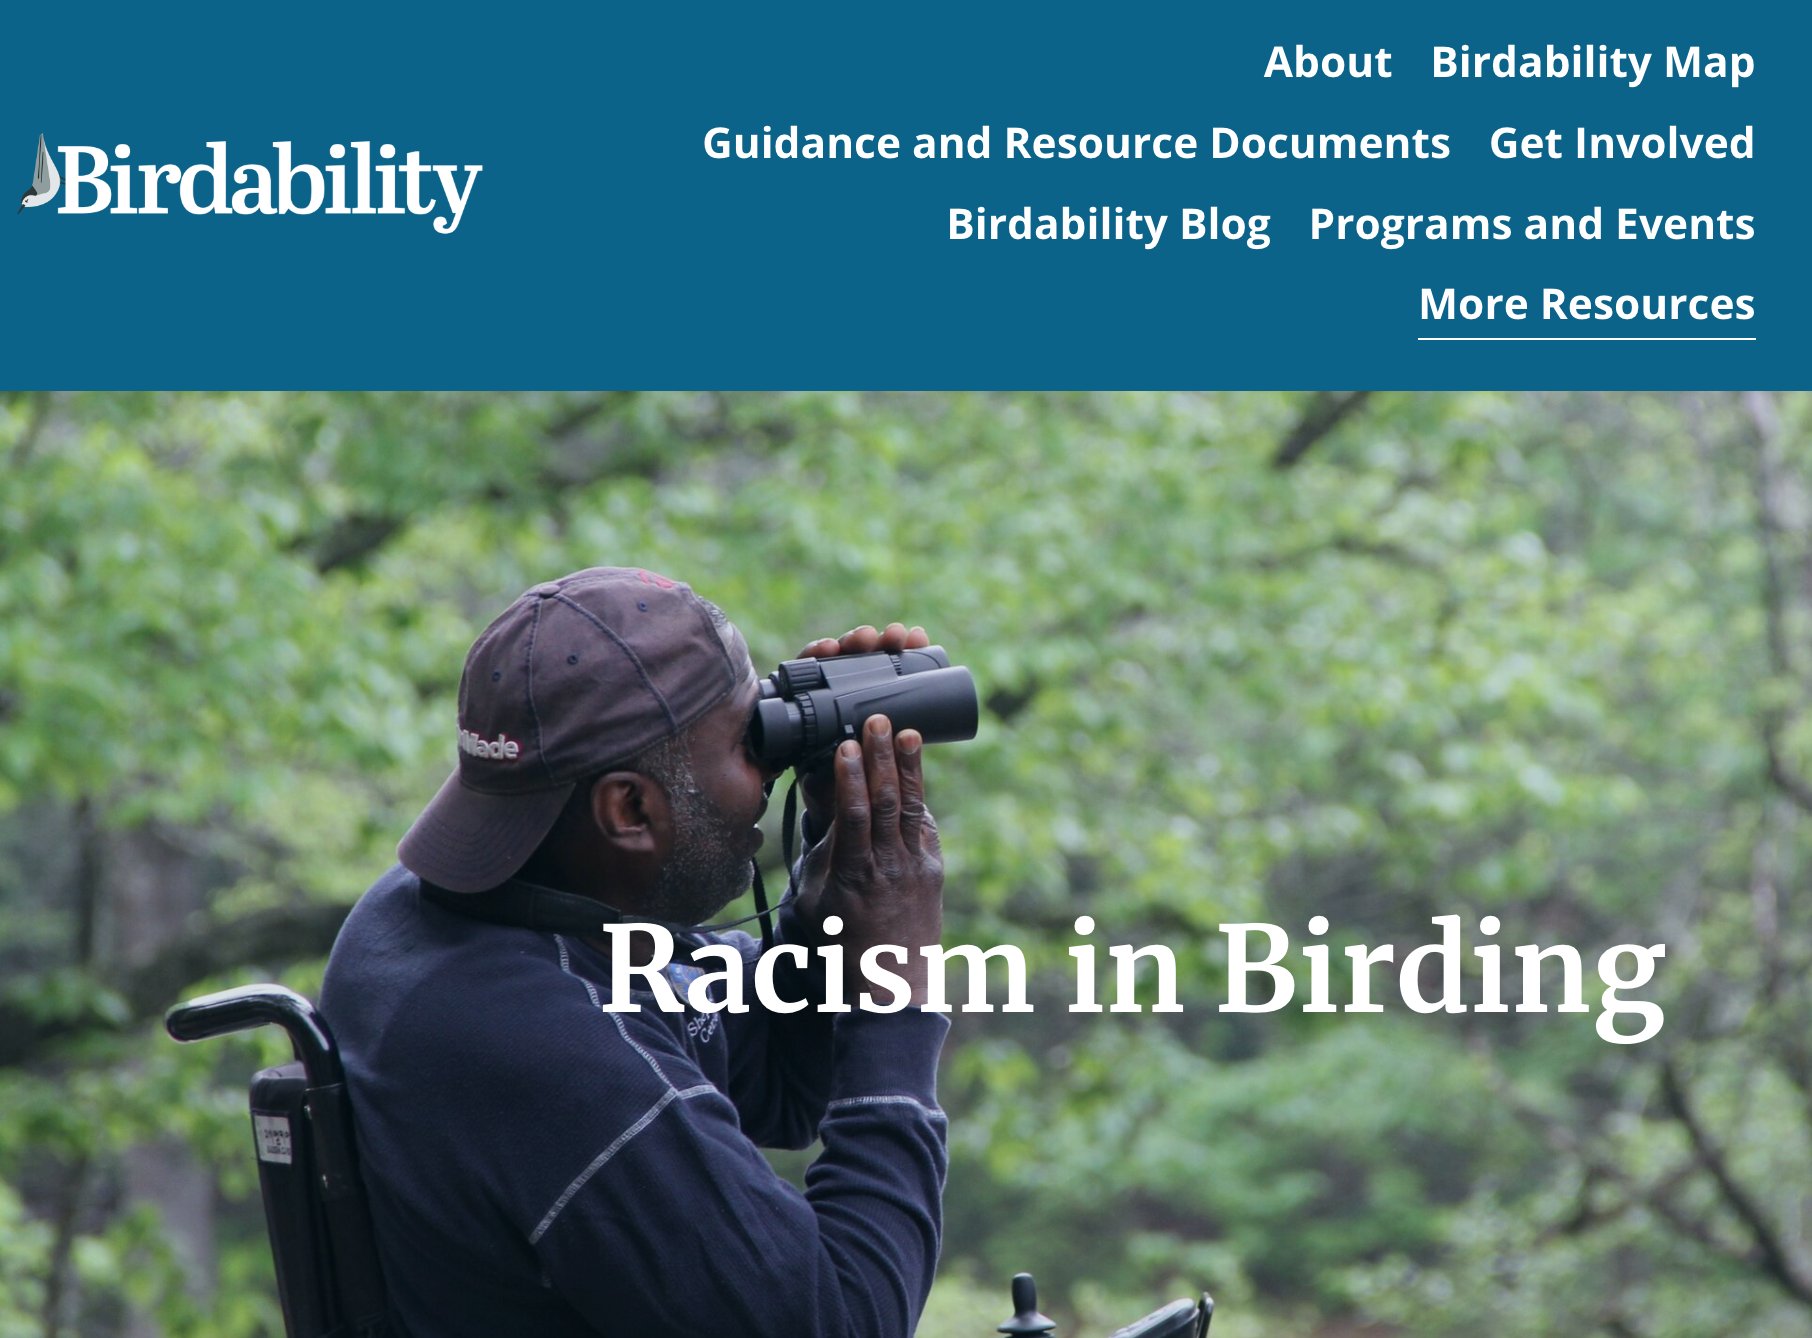 Birdability
About Birdability Map
Guidance and Resource Documents Get Involved
Birdability Blog Programs and Events
More Resources
Made
Racism in Birding